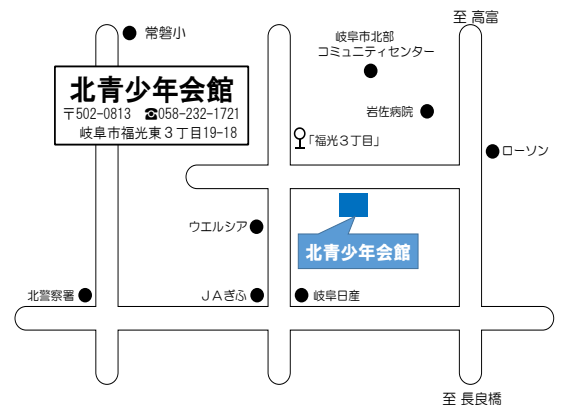 至 高富
常磐小
岐阜市北部
コミュニティセンター
北青少年会館
〒502-0813　☎058-232-1721
岐阜市福光東３丁目19-18
岩佐病院
「福光３丁目」
ローソン
ウエルシア
北青少年会館
北警察署
ＪＡぎふ
岐阜日産
至 長良橋